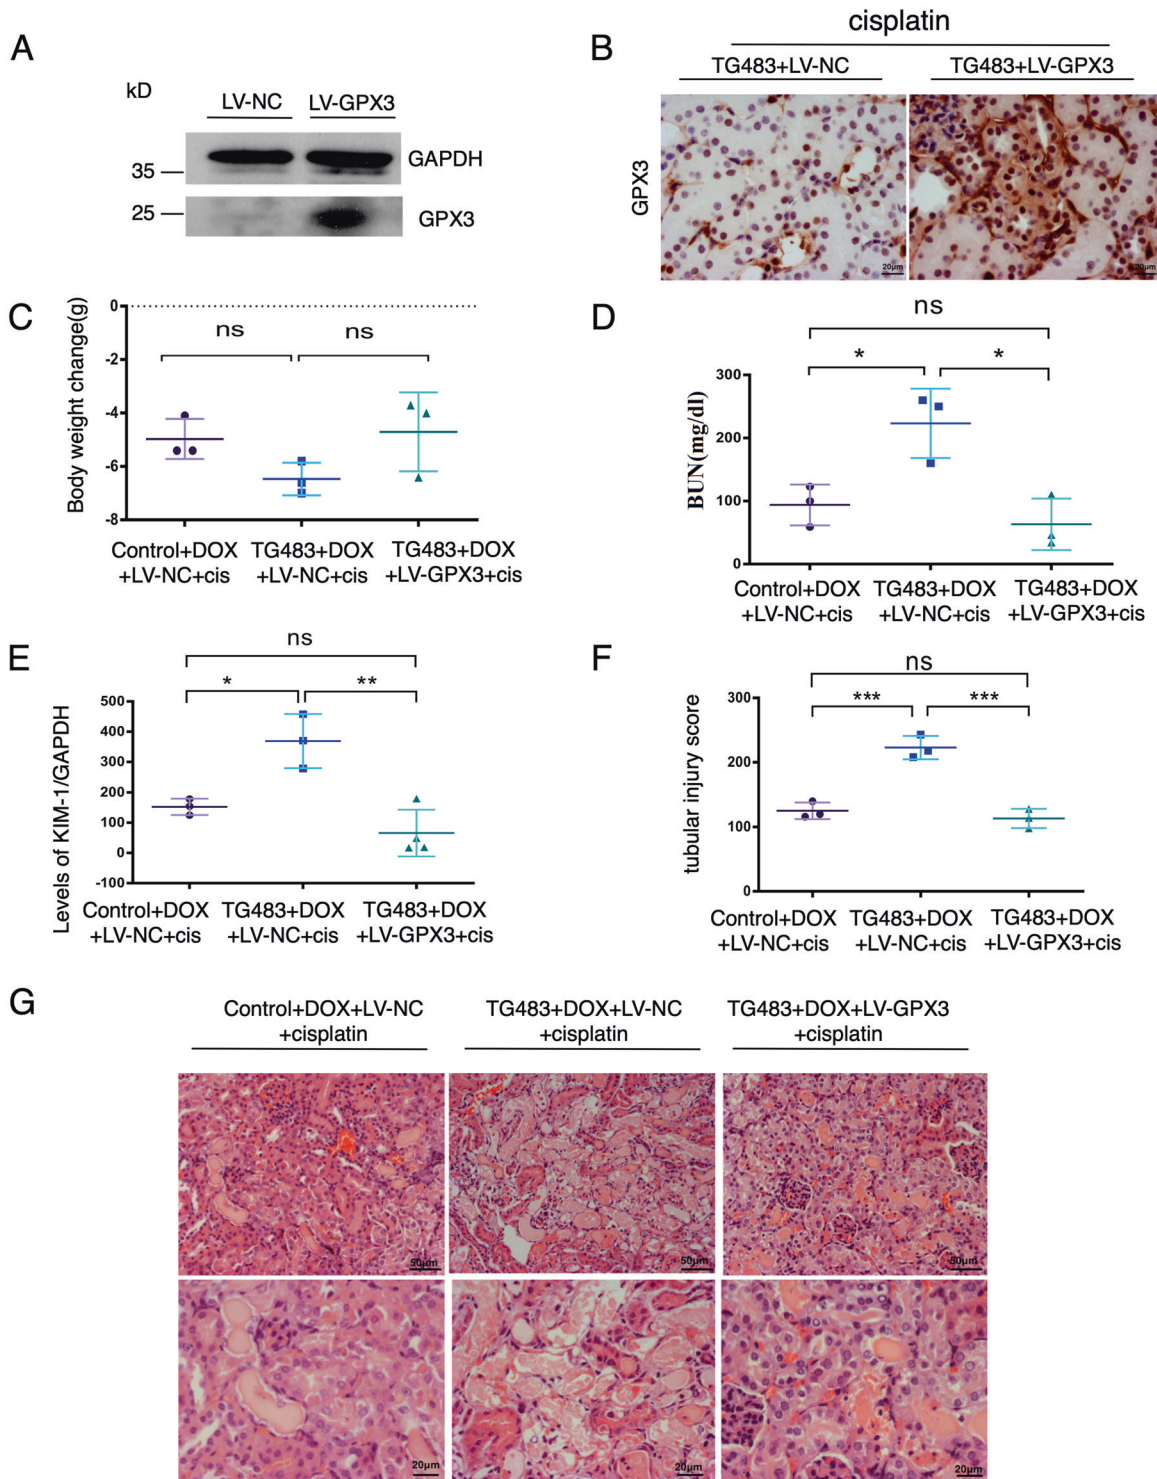 A
kD
LV-NC
LV-GPX3
GAPDH
35
25
GPX3
cisplatin
B
TG483+LV-NC
TG483+LV-GPX3
GPX3
20μm
20μm
C
Body weight change(g)
0
-2
-4
-6
-8
ns
ns
Control+DOX
+LV-NC+cis
TG483+DOX
+LV-NC+cis
TG483+DOX
+LV-GPX3+cis
D
BUN(mg/dl)
300
200
100
0
ns
*
*
Control+DOX
+LV-NC+cis
TG483+DOX
+LV-NC+cis
TG483+DOX
+LV-GPX3+cis
E
Levels of KIM-1/GAPDH
500
400
300
200
100
0
-100
ns
*
**
Control+DOX
+LV-NC+cis
TG483+DOX
+LV-NC+cis
TG483+DOX
+LV-GPX3+cis
F
tubular injury score
300
200
100
0
ns
***
***
Control+DOX
+LV-NC+cis
TG483+DOX
+LV-NC+cis
TG483+DOX
+LV-GPX3+cis
G
Control+DOX+LV-NC
+cisplatin
TG483+DOX+LV-NC
+cisplatin
TG483+DOX+LV-GPX3
+cisplatin
50μm
50μm
50μm
20μm
20μm
20μm